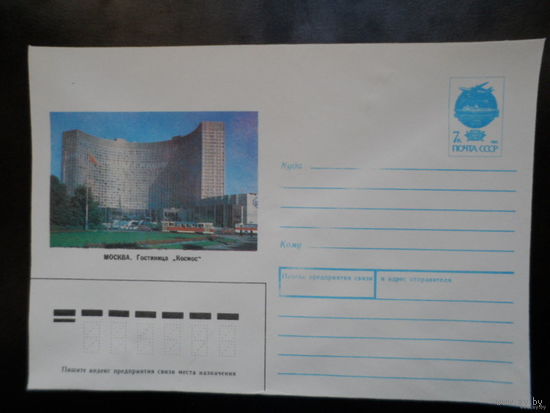 7к
ПОЧТА СССР
Куда
Кому
МОСКВА. Гостиница „Космос"
Индекс предприятия связи и адрес отправителя
Пишите индекс предприятия связи места назначения